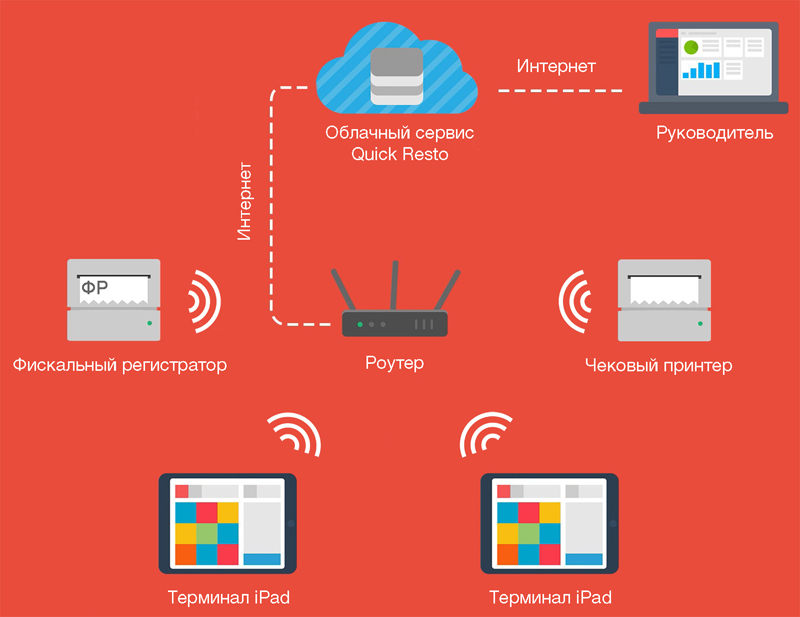 Интернет
Облачный сервис
Quick Resto
Руководитель
Интернет
ФР
Фискальный регистратор
Роутер
Чековый принтер
Терминал iPad
Терминал iPad